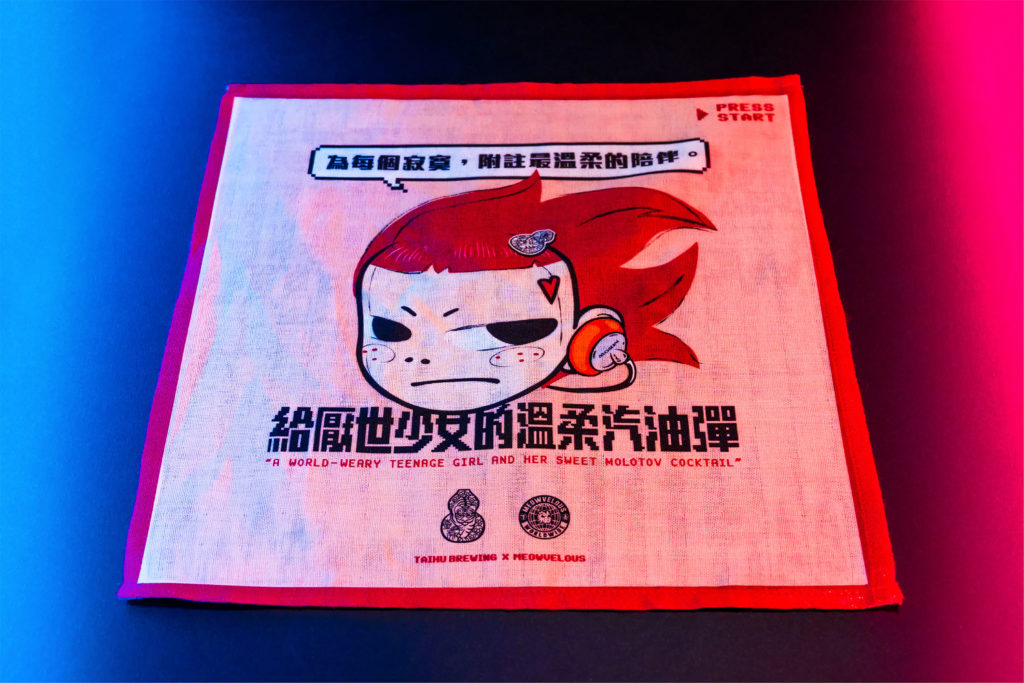 PRESS
START
為每個寂寞，附註最溫柔的陪伴。
給厭世少女的溫柔汽油彈
"A WORLD-WEARY TEENAGE GIRL AND HER SWEET MOLOTOV COCKTAIL"
MEOWVELOUS
WORLDWIDE
TAIHU BREWING X MEOWVELOUS